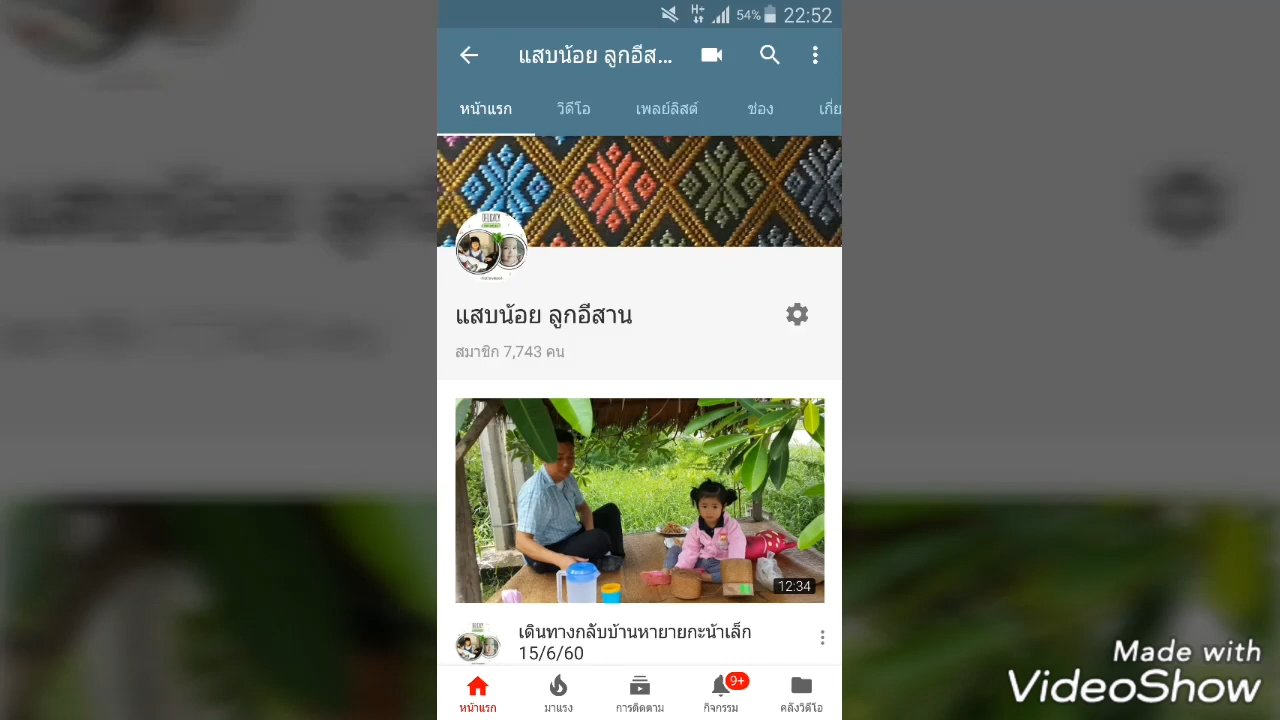 54% 22:52
แสบน้อย ลูกอีส...
หน้าแรก วิดีโอ เพลย์ลิสต์ ช่อง เกี่ย
แสบน้อย ลูกอีสาน
สมาชิก 7,743 คน
12:34
เดินทางกลับบ้านหายายกะน้าเล็ก
15/6/60
9+
หน้าแรก มาแรง การติดตาม กิจกรรม คลังวิดีโอ
Made with
VideoShow